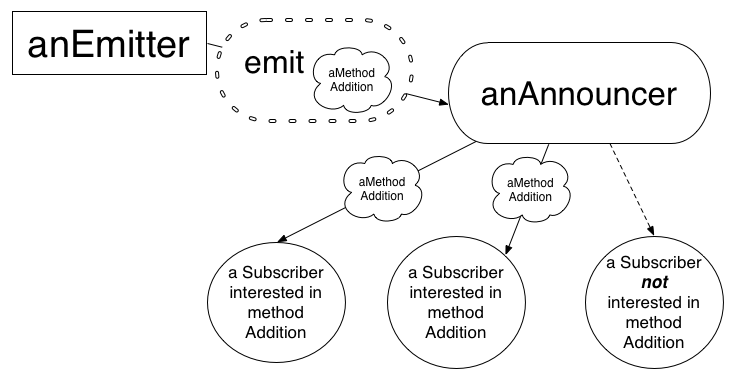 anEmitter
emit
aMethod
Addition
anAnnouncer
aMethod
Addition
aMethod
Addition
a Subscriber
interested in
method
Addition
a Subscriber
interested in
method
Addition
a Subscriber
not
interested in
method
Addition